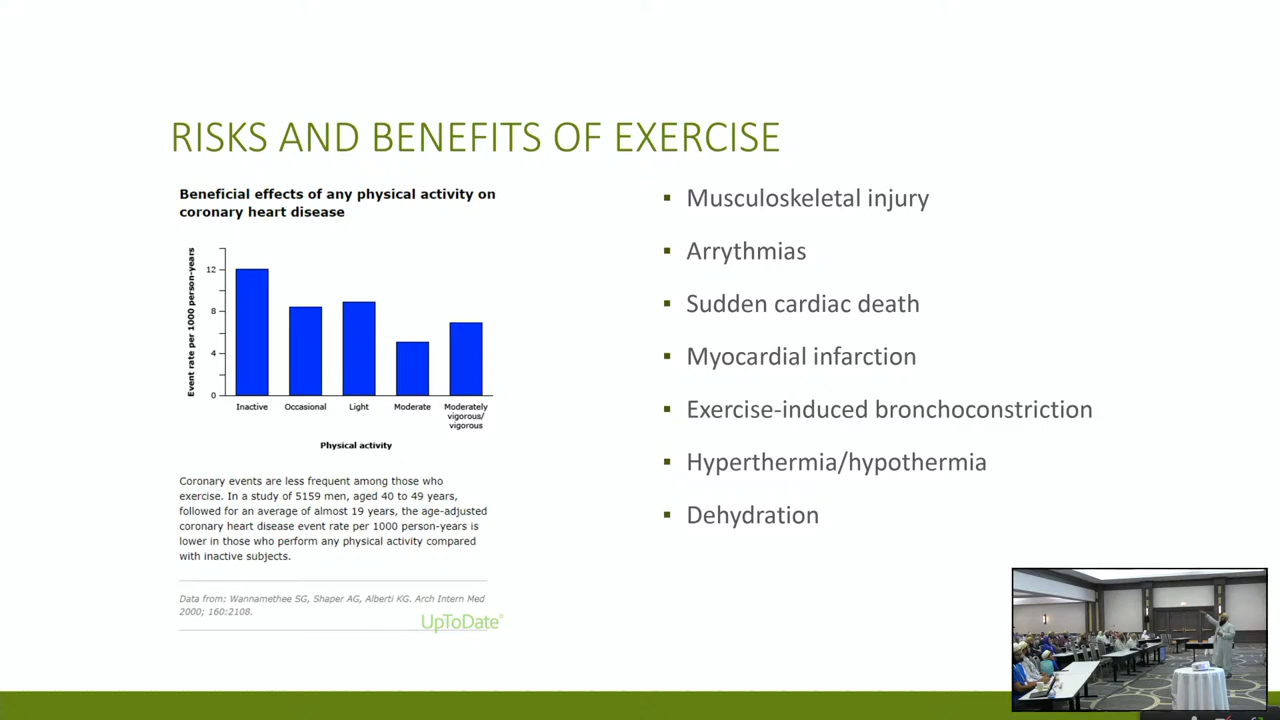 RISKS AND BENEFITS OF EXERCISE
Beneficial effects of any physical activity on
coronary heart disease
Event rate per 1000 person-years
12
8
4
0
Inactive
Occasional
Light
Moderate
Moderately
vigorous/
vigorous
Physical activity
Coronary events are less frequent among those who
exercise. In a study of 5159 men, aged 40 to 49 years,
followed for an average of almost 19 years, the age-adjusted
coronary heart disease event rate per 1000 person-years is
lower in those who perform any physical activity compared
with inactive subjects.
Data from: Wannamethee SG, Shaper AG, Alberti KG. Arch Intern Med
2000; 160:2108.
UpToDate®
▪ Musculoskeletal injury
▪ Arrythmias
▪ Sudden cardiac death
▪ Myocardial infarction
▪ Exercise-induced bronchoconstriction
▪ Hyperthermia/hypothermia
▪ Dehydration